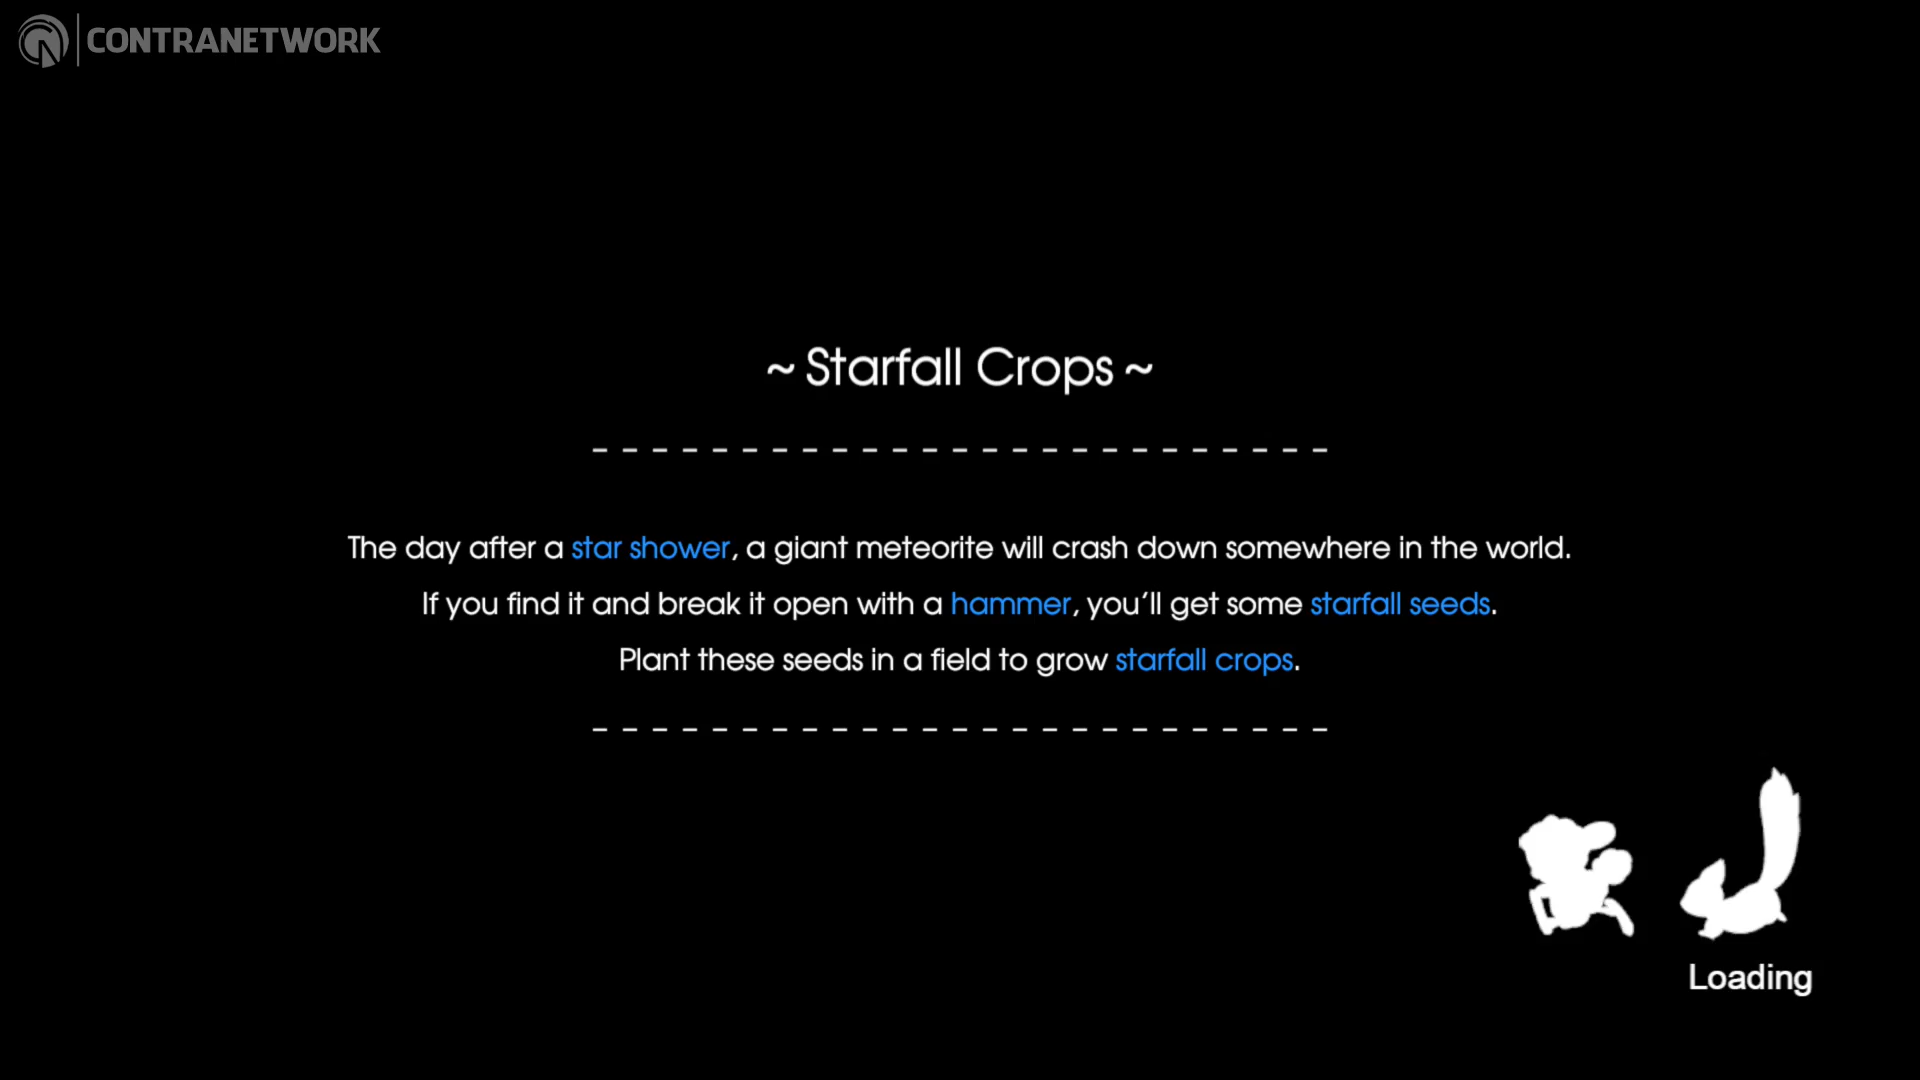 CONTRANETWORK
~ Starfall Crops ~
- - - - - - - - - - - - - - - - - - - - - - - - -
The day after a star shower, a giant meteorite will crash down somewhere in the world.
If you find it and break it open with a hammer, you'll get some starfall seeds.
Plant these seeds in a field to grow starfall crops.
- - - - - - - - - - - - - - - - - - - - - - - - -
Loading